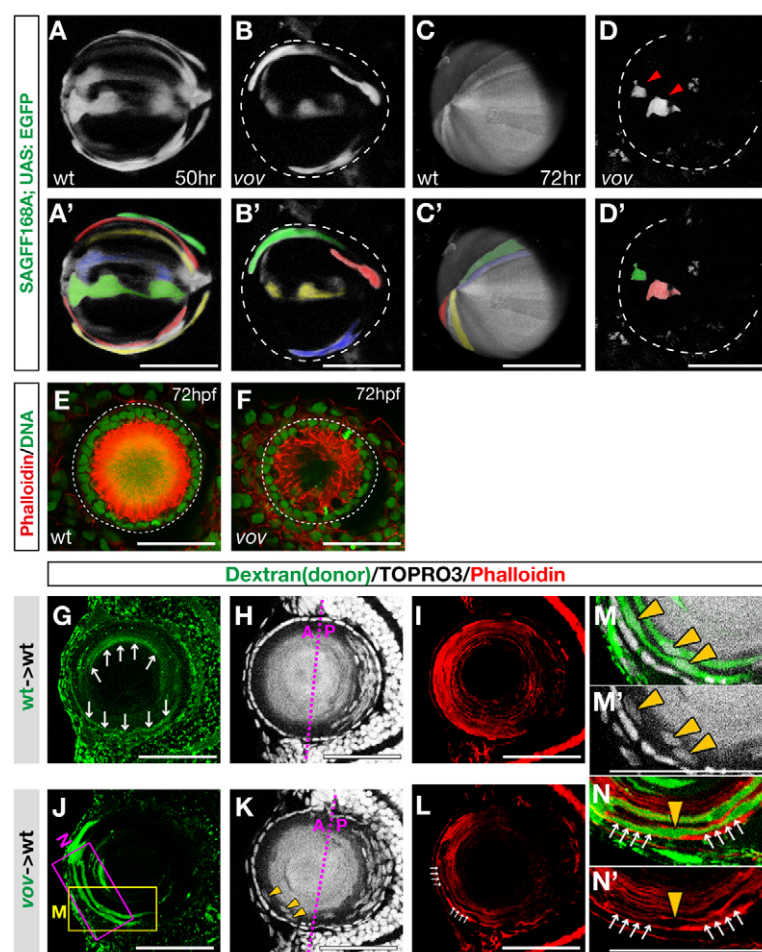 SAGFF168A; UAS: EGFP
A
wt
50hr
B
vov
C
wt
72hr
D
vov
A'
B'
C'
D'
Phalloidin/DNA
E
72hpf
wt
F
72hpf
vov
Dextran(donor)/TOPRO3/Phalloidin
wt->wt
G
H
A P
I
M
M'
vov->wt
J
N
M
K
A P
L
N
N'